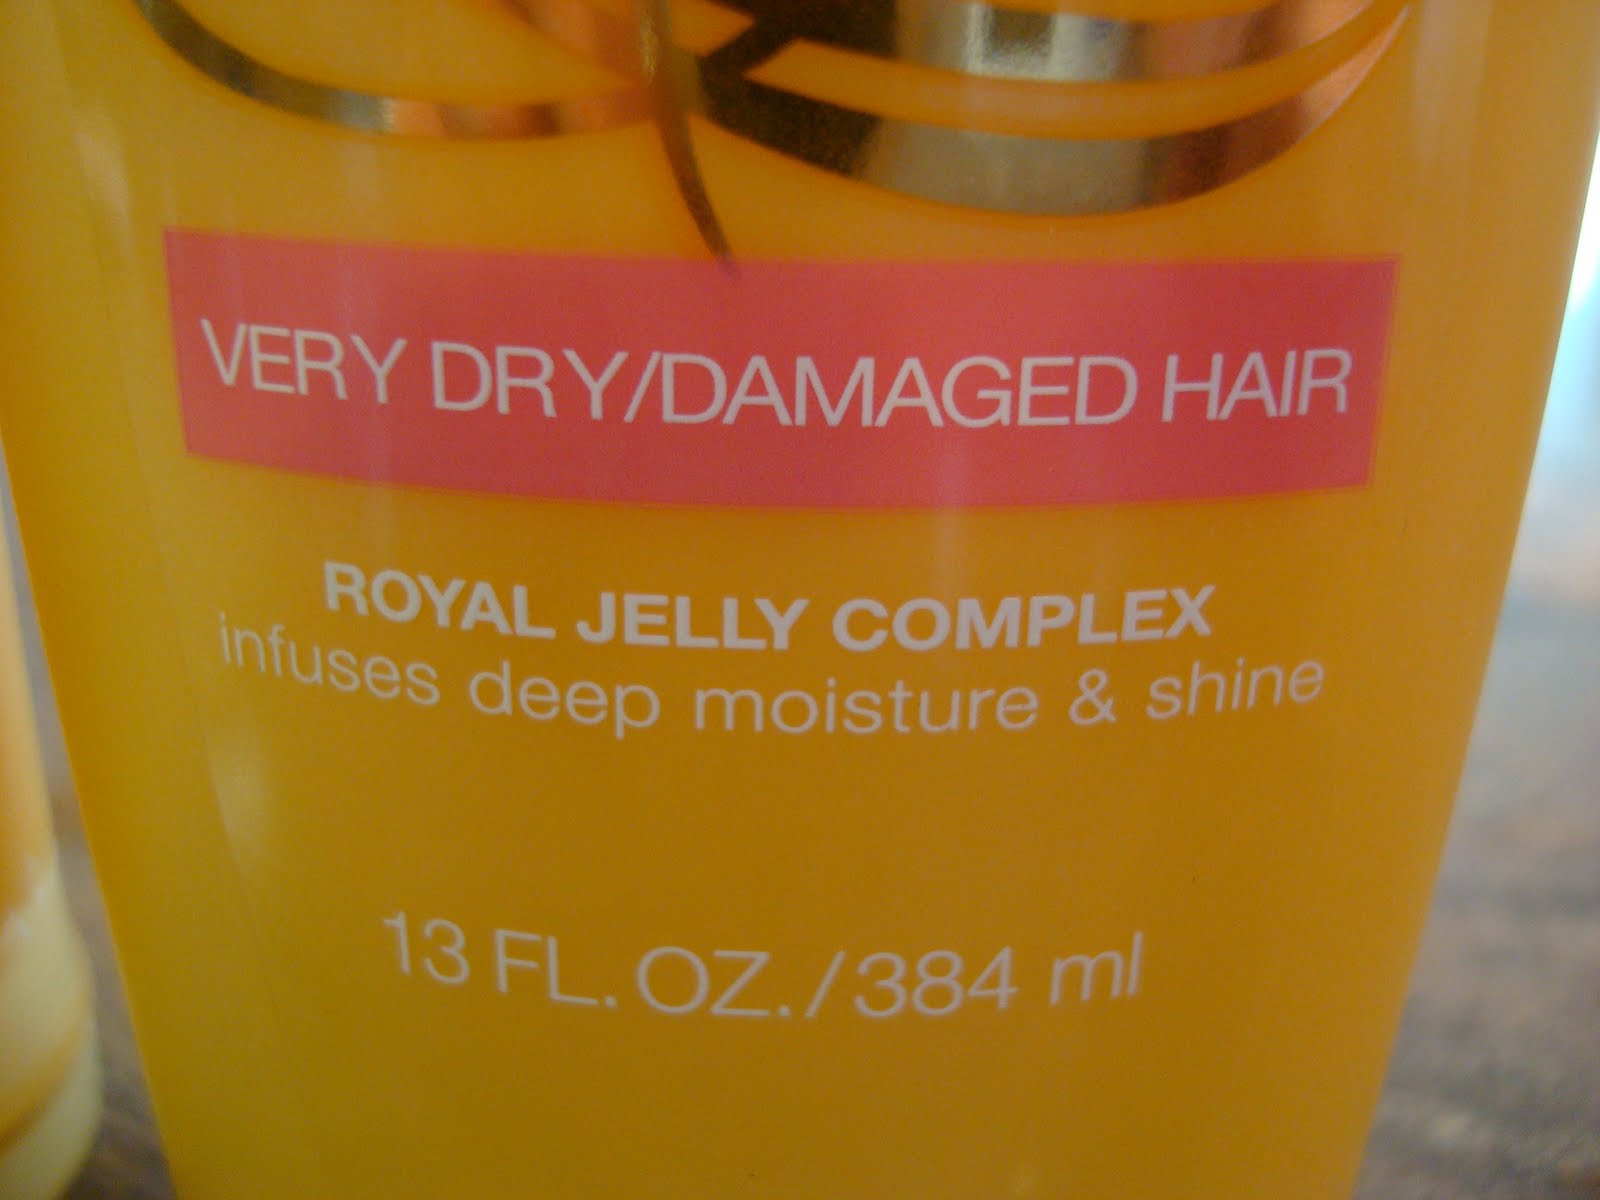 VERY DRY/DAMAGED HAIR
ROYAL JELLY COMPLEX
infuses deep moisture & shine
13 FL. OZ./384 ml